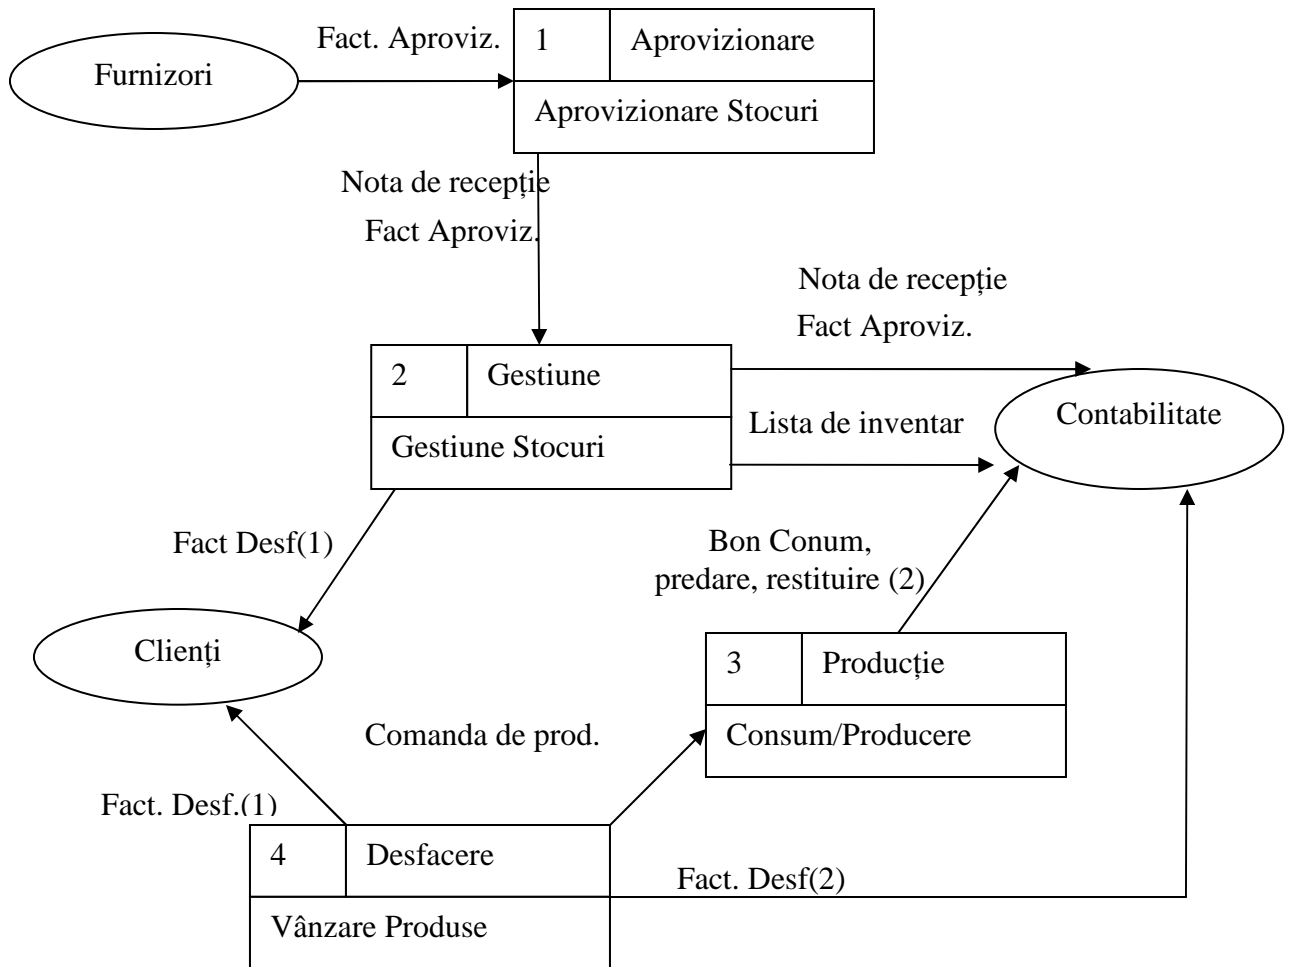 Fact. Aproviz.
1
Aprovizionare
Furnizori
Aprovizionare Stocuri
Nota de recepție
Fact Aproviz.
Nota de recepție
Fact Aproviz.
2
Gestiune
Contabilitate
Lista de inventar
Gestiune Stocuri
Fact Desf(1)
Bon Conum,
predare, restituire (2)
Clienți
3
Producție
Comanda de prod.
Consum/Producere
Fact. Desf.(1)
4
Desfacere
Fact. Desf(2)
Vânzare Produse